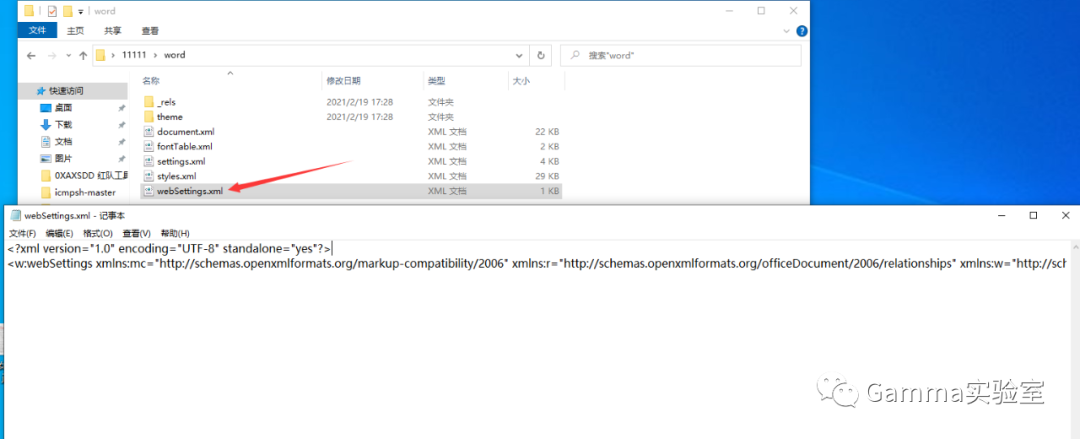 word
文件 主页 共享 查看
11111 › word 搜索"word"
名称 修改日期 类型 大小
快速访问
桌面
下载
文档
图片
0XAXSDD 红队工具
icmpsh-master
_rels 2021/2/19 17:28 文件夹
theme 2021/2/19 17:28 文件夹
document.xml XML 文档 22 KB
fontTable.xml XML 文档 2 KB
settings.xml XML 文档 4 KB
styles.xml XML 文档 29 KB
webSettings.xml XML 文档 1 KB
webSettings.xml - 记事本
文件(F) 编辑(E) 格式(O) 查看(V) 帮助(H)
<?xml version="1.0" encoding="UTF-8" standalone="yes"?>
<w:webSettings xmlns:mc="http://schemas.openxmlformats.org/markup-compatibility/2006" xmlns:r="http://schemas.openxmlformats.org/officeDocument/2006/relationships" xmlns:w="http://sch
Gamma实验室